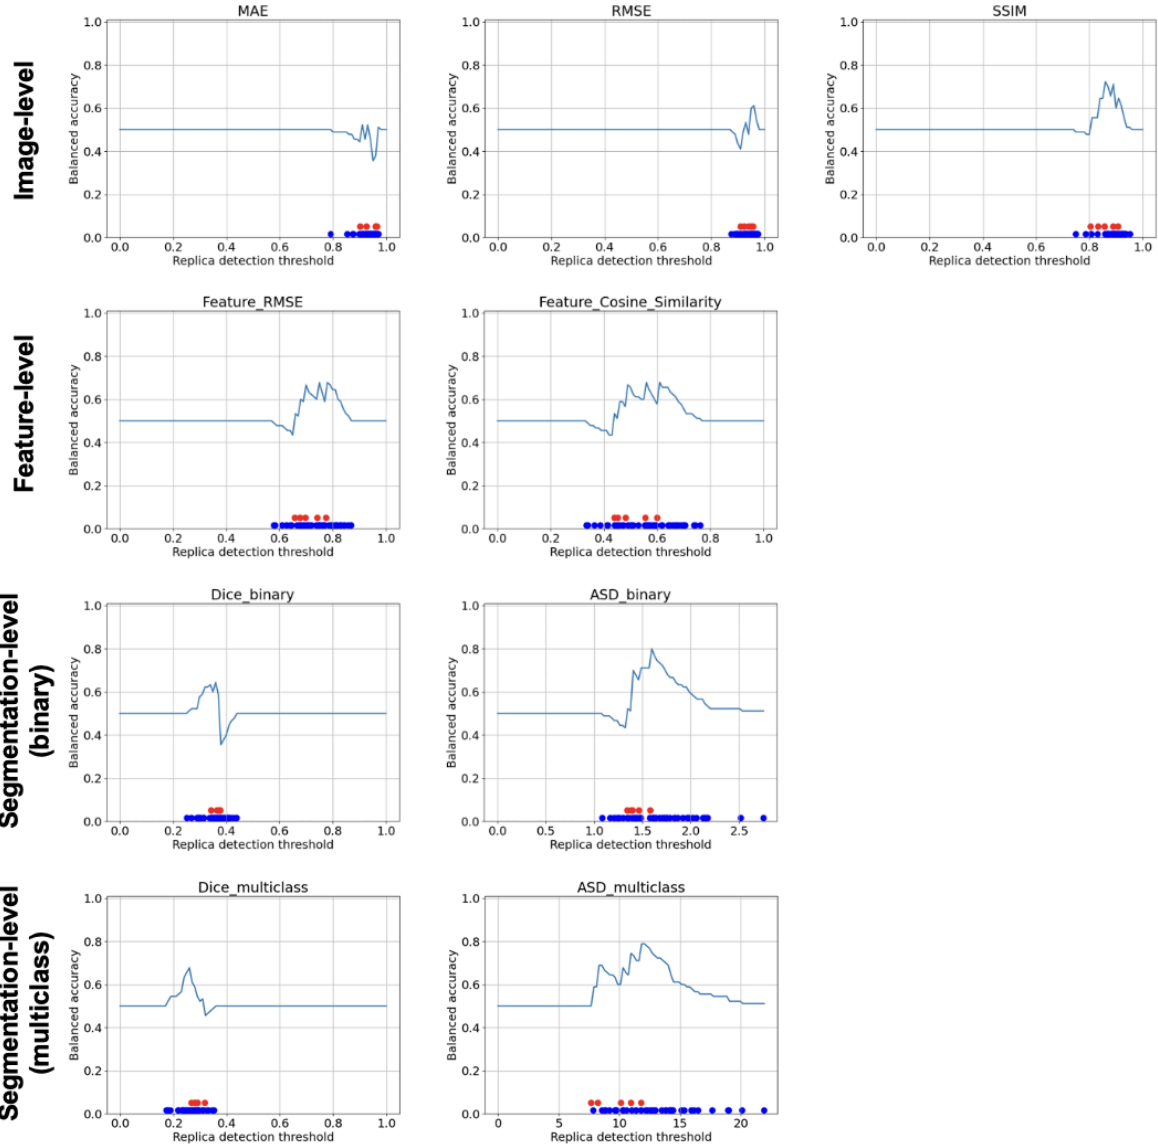 Image-level
MAE
Balanced accuracy
1.0
0.8
0.6
0.4
0.2
0.0
0.0 0.2 0.4 0.6 0.8 1.0
Replica detection threshold
RMSE
Balanced accuracy
1.0
0.8
0.6
0.4
0.2
0.0
0.0 0.2 0.4 0.6 0.8 1.0
Replica detection threshold
SSIM
Balanced accuracy
1.0
0.8
0.6
0.4
0.2
0.0
0.0 0.2 0.4 0.6 0.8 1.0
Replica detection threshold
Feature-level
Feature_RMSE
Balanced accuracy
1.0
0.8
0.6
0.4
0.2
0.0
0.0 0.2 0.4 0.6 0.8 1.0
Replica detection threshold
Feature_Cosine_Similarity
Balanced accuracy
1.0
0.8
0.6
0.4
0.2
0.0
0.0 0.2 0.4 0.6 0.8 1.0
Replica detection threshold
Segmentation-level
(binary)
Dice_binary
Balanced accuracy
1.0
0.8
0.6
0.4
0.2
0.0
0.0 0.2 0.4 0.6 0.8 1.0
Replica detection threshold
ASD_binary
Balanced accuracy
1.0
0.8
0.6
0.4
0.2
0.0
0.0 0.5 1.0 1.5 2.0 2.5
Replica detection threshold
Segmentation-level
(multiclass)
Dice_multiclass
Balanced accuracy
1.0
0.8
0.6
0.4
0.2
0.0
0.0 0.2 0.4 0.6 0.8 1.0
Replica detection threshold
ASD_multiclass
Balanced accuracy
1.0
0.8
0.6
0.4
0.2
0.0
0 5 10 15 20
Replica detection threshold